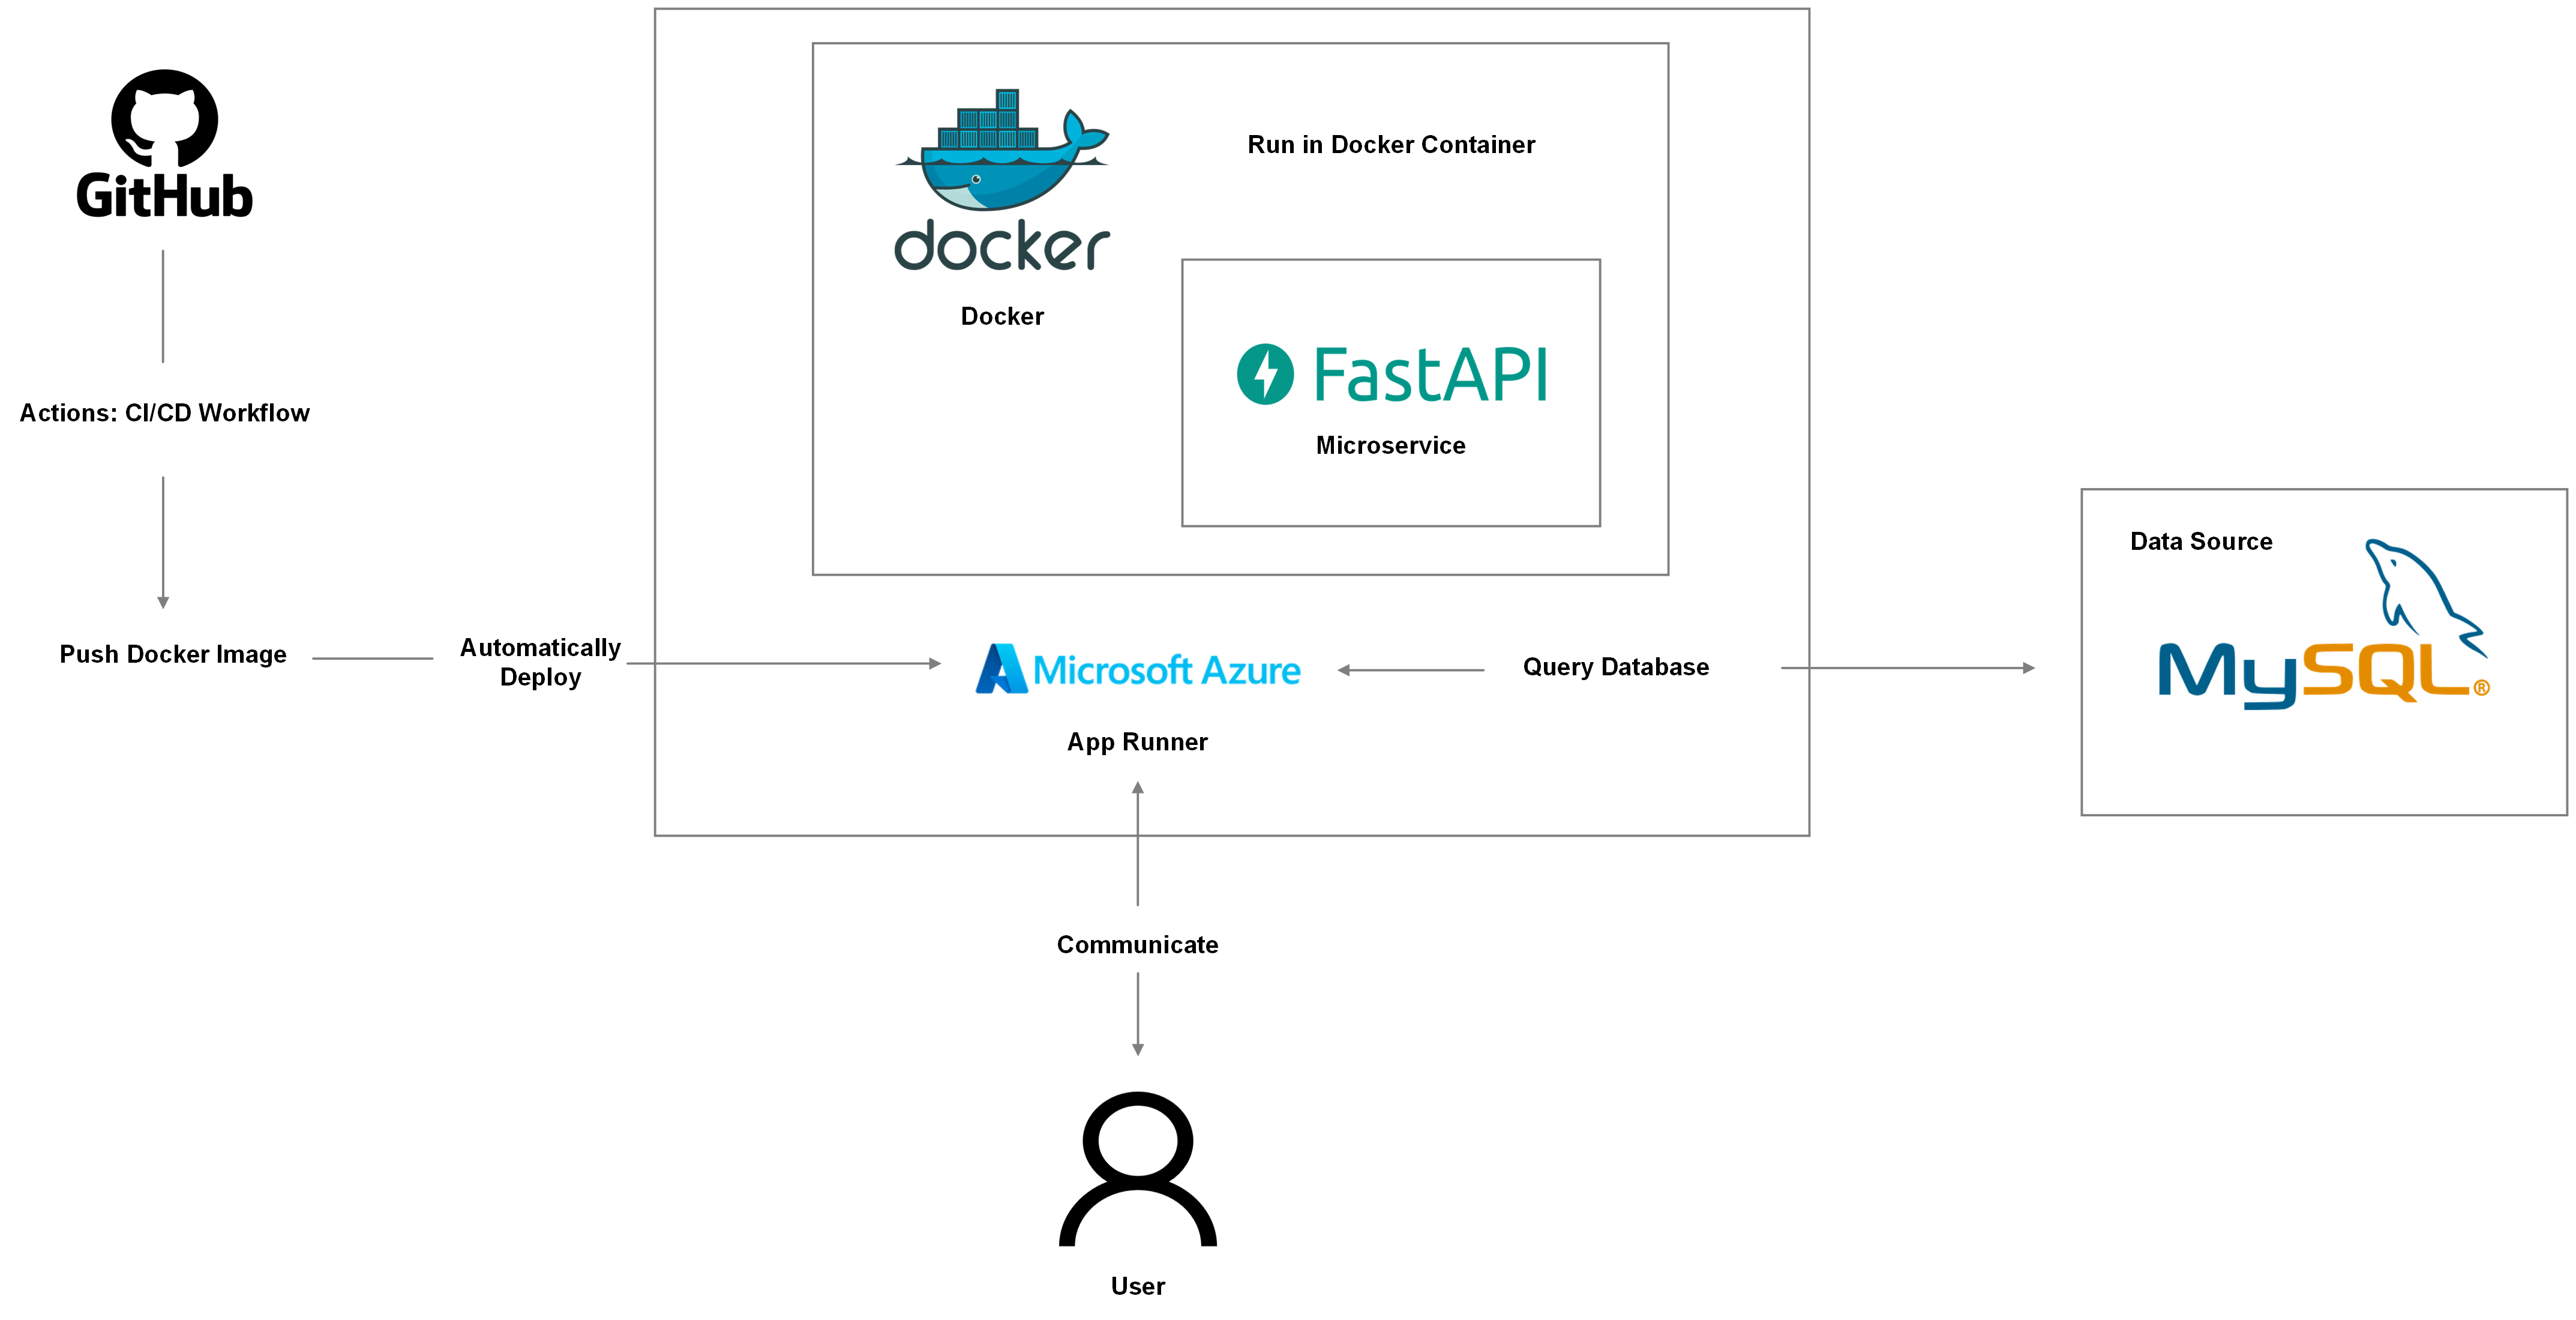 GitHub
Actions: CI/CD Workflow
Push Docker Image
Automatically
Deploy
docker
Docker
Run in Docker Container
FastAPI
Microservice
Microsoft Azure
App Runner
Query Database
Data Source
MySQL®
Communicate
User